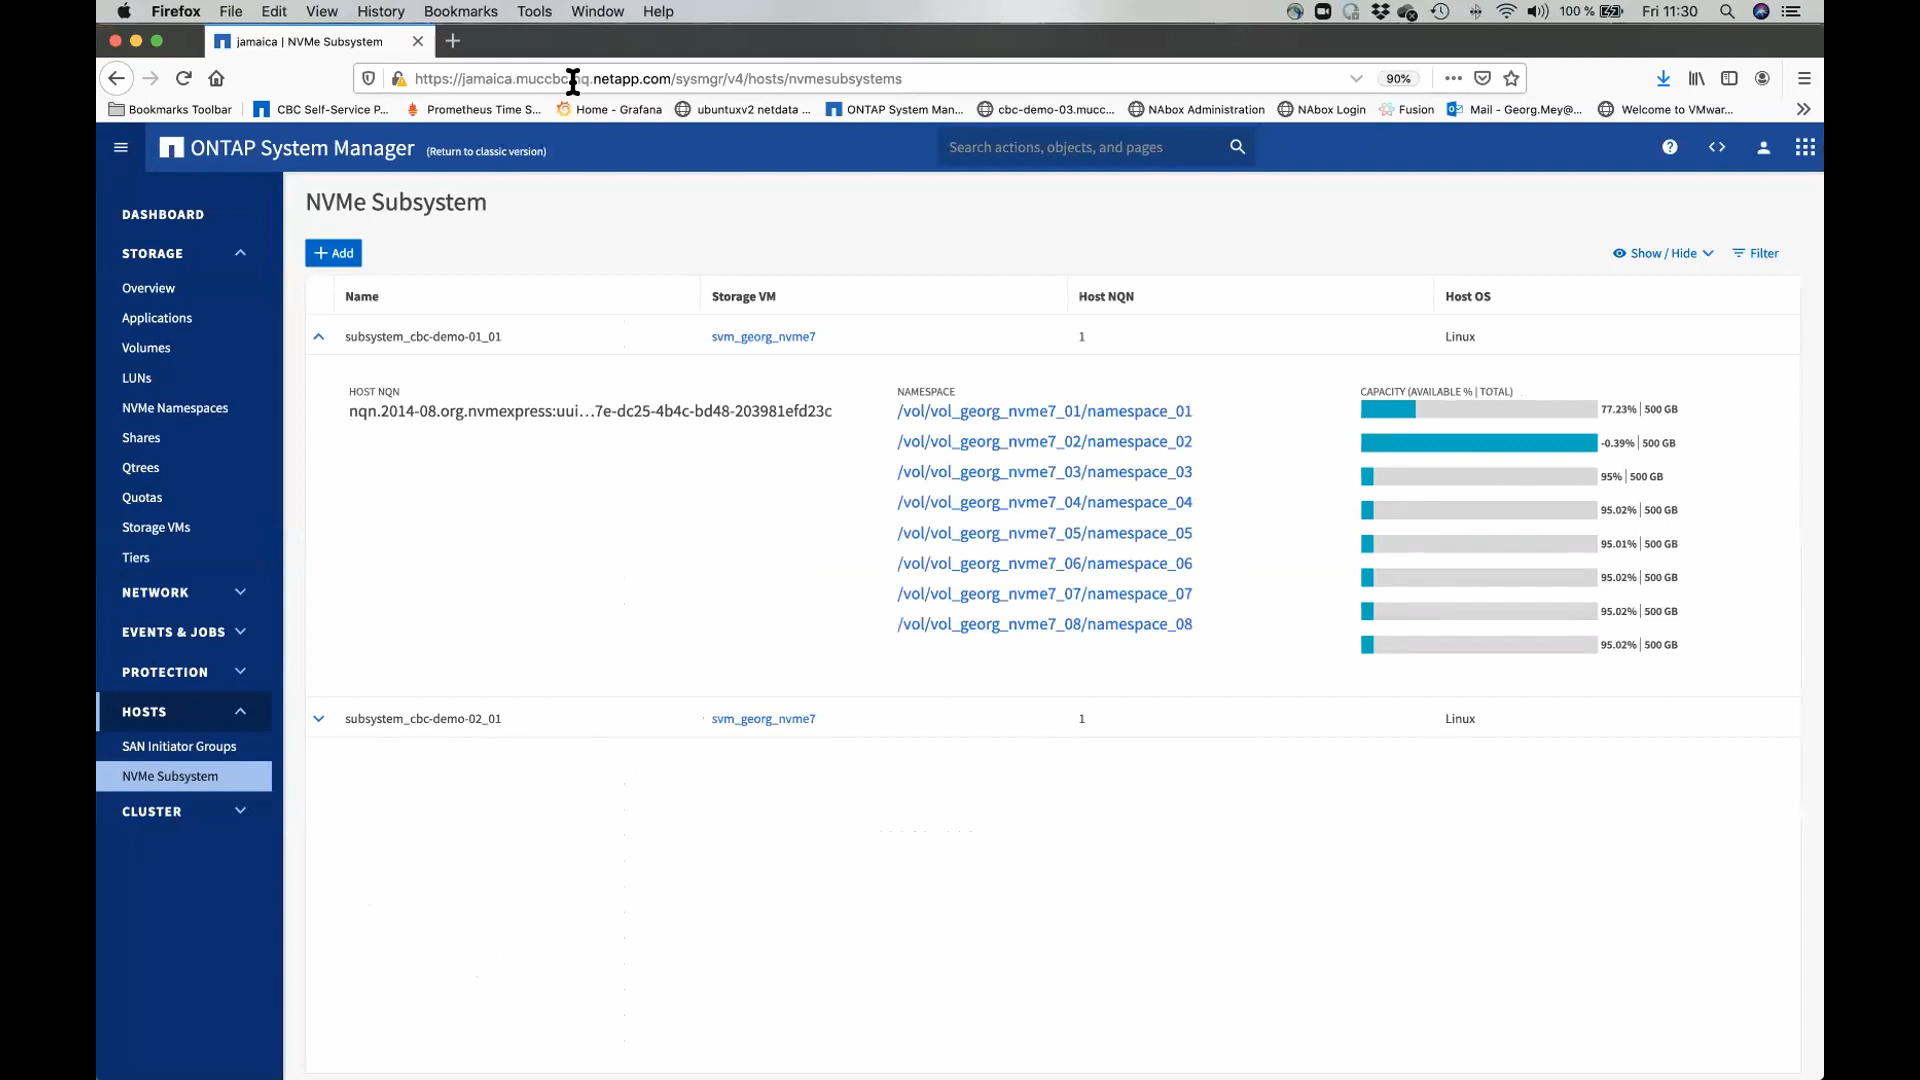 Firefox File Edit View History Bookmarks Tools Window Help 100 % Fri 11:30
jamaica | NVMe Subsystem
https://jamaica.muccbc.hq.netapp.com/sysmgr/v4/hosts/nvmesubsystems 90%
Bookmarks Toolbar CBC Self-Service P... Prometheus Time S... Home - Grafana ubuntuxv2 netdata ... ONTAP System Man... cbc-demo-03.mucc... NAbox Administration NAbox Login Fusion Mail - Georg.Mey@... Welcome to VMwar...
ONTAP System Manager (Return to classic version) Search actions, objects, and pages
DASHBOARD
STORAGE
Overview
Applications
Volumes
LUNs
NVMe Namespaces
Shares
Qtrees
Quotas
Storage VMs
Tiers
NETWORK
EVENTS & JOBS
PROTECTION
HOSTS
SAN Initiator Groups
NVMe Subsystem
CLUSTER
NVMe Subsystem
Add Show / Hide Filter
Name Storage VM Host NQN Host OS
subsystem_cbc-demo-01_01 svm_georg_nvme7 1 Linux
HOST NQN NAMESPACE CAPACITY (AVAILABLE % | TOTAL)
nqn.2014-08.org.nvmexpress:uui...7e-dc25-4b4c-bd48-203981efd23c /vol/vol_georg_nvme7_01/namespace_01 77.23% | 500 GB
/vol/vol_georg_nvme7_02/namespace_02 -0.39% | 500 GB
/vol/vol_georg_nvme7_03/namespace_03 95% | 500 GB
/vol/vol_georg_nvme7_04/namespace_04 95.02% | 500 GB
/vol/vol_georg_nvme7_05/namespace_05 95.01% | 500 GB
/vol/vol_georg_nvme7_06/namespace_06 95.02% | 500 GB
/vol/vol_georg_nvme7_07/namespace_07 95.02% | 500 GB
/vol/vol_georg_nvme7_08/namespace_08 95.02% | 500 GB
subsystem_cbc-demo-02_01 svm_georg_nvme7 1 Linux